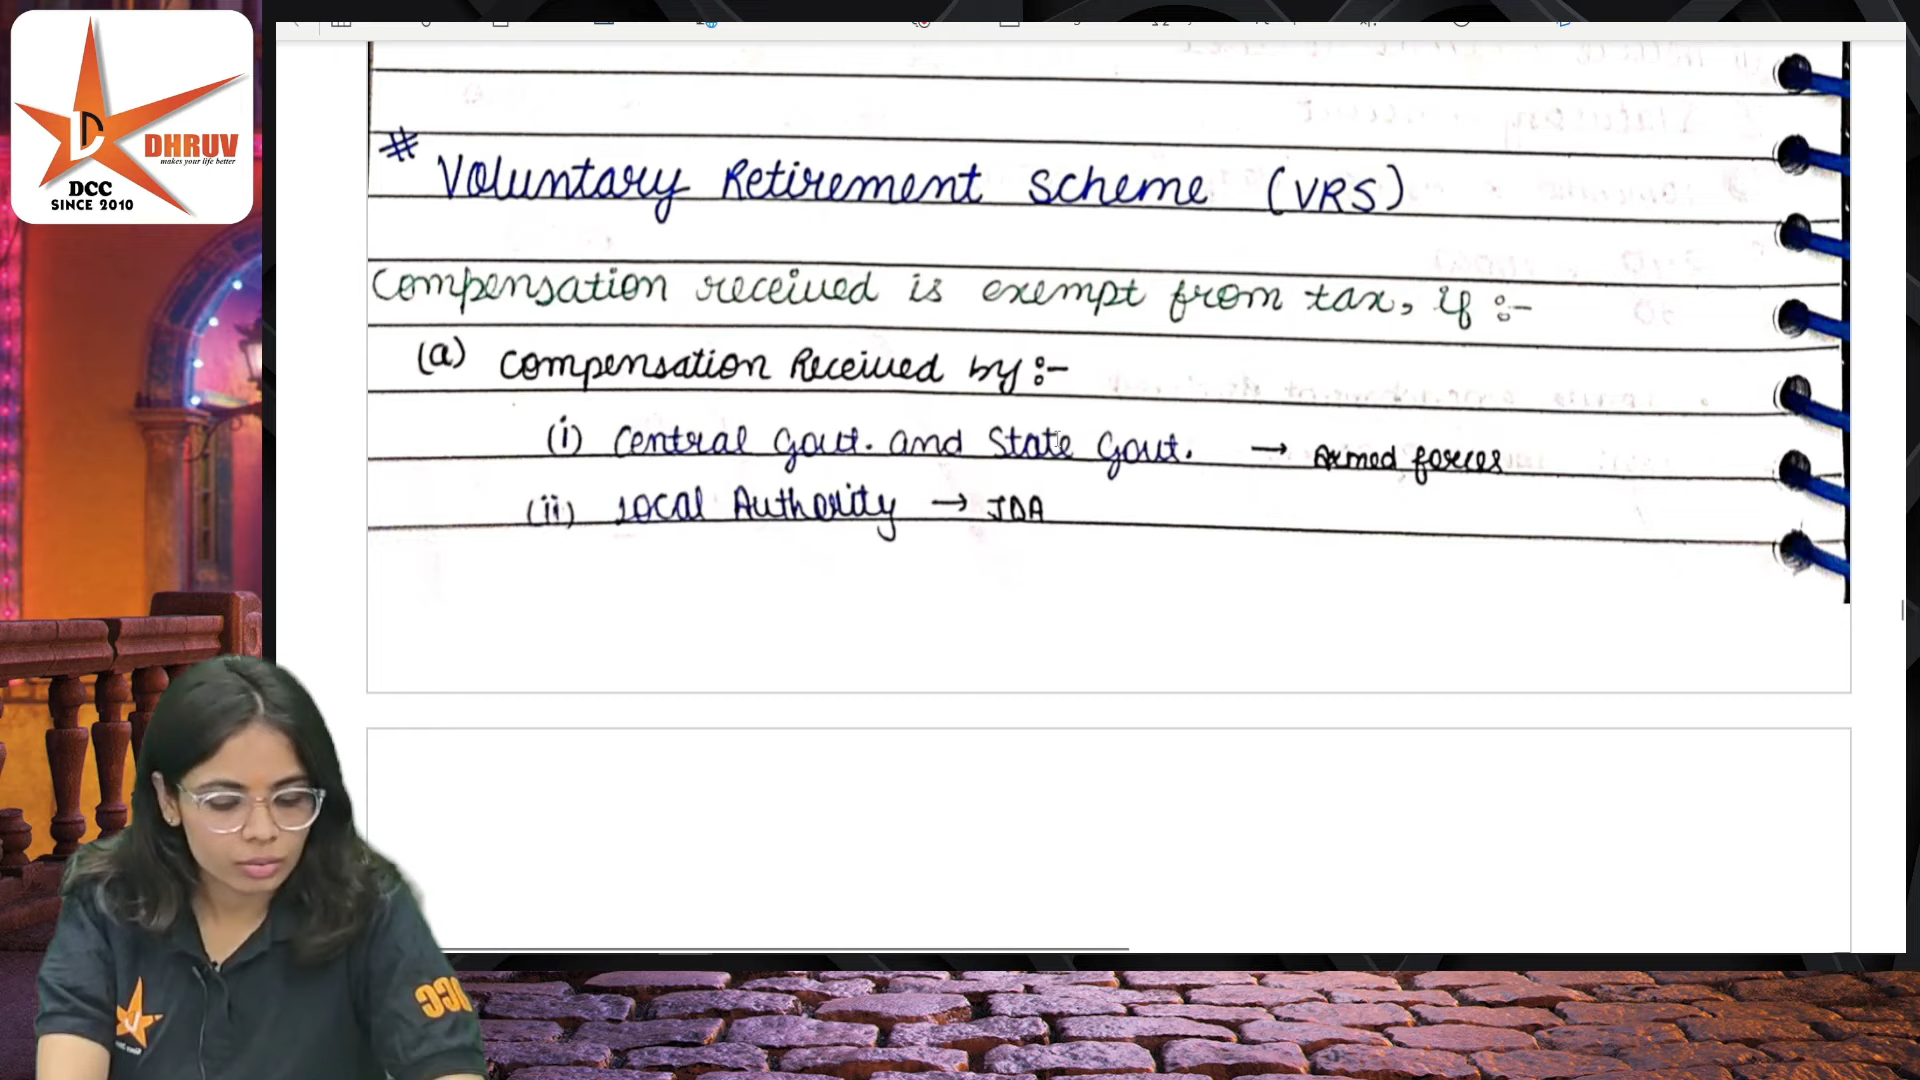 DHRUV
makes your life better
DCC
SINCE 2010
# Voluntary Retirement Scheme (VRS)
Compensation received is exempt from tax, if :-
(a) Compensation Received by :-
(i) Central Govt. and State Govt. → Armed forces
(ii) Local Authority → JDA